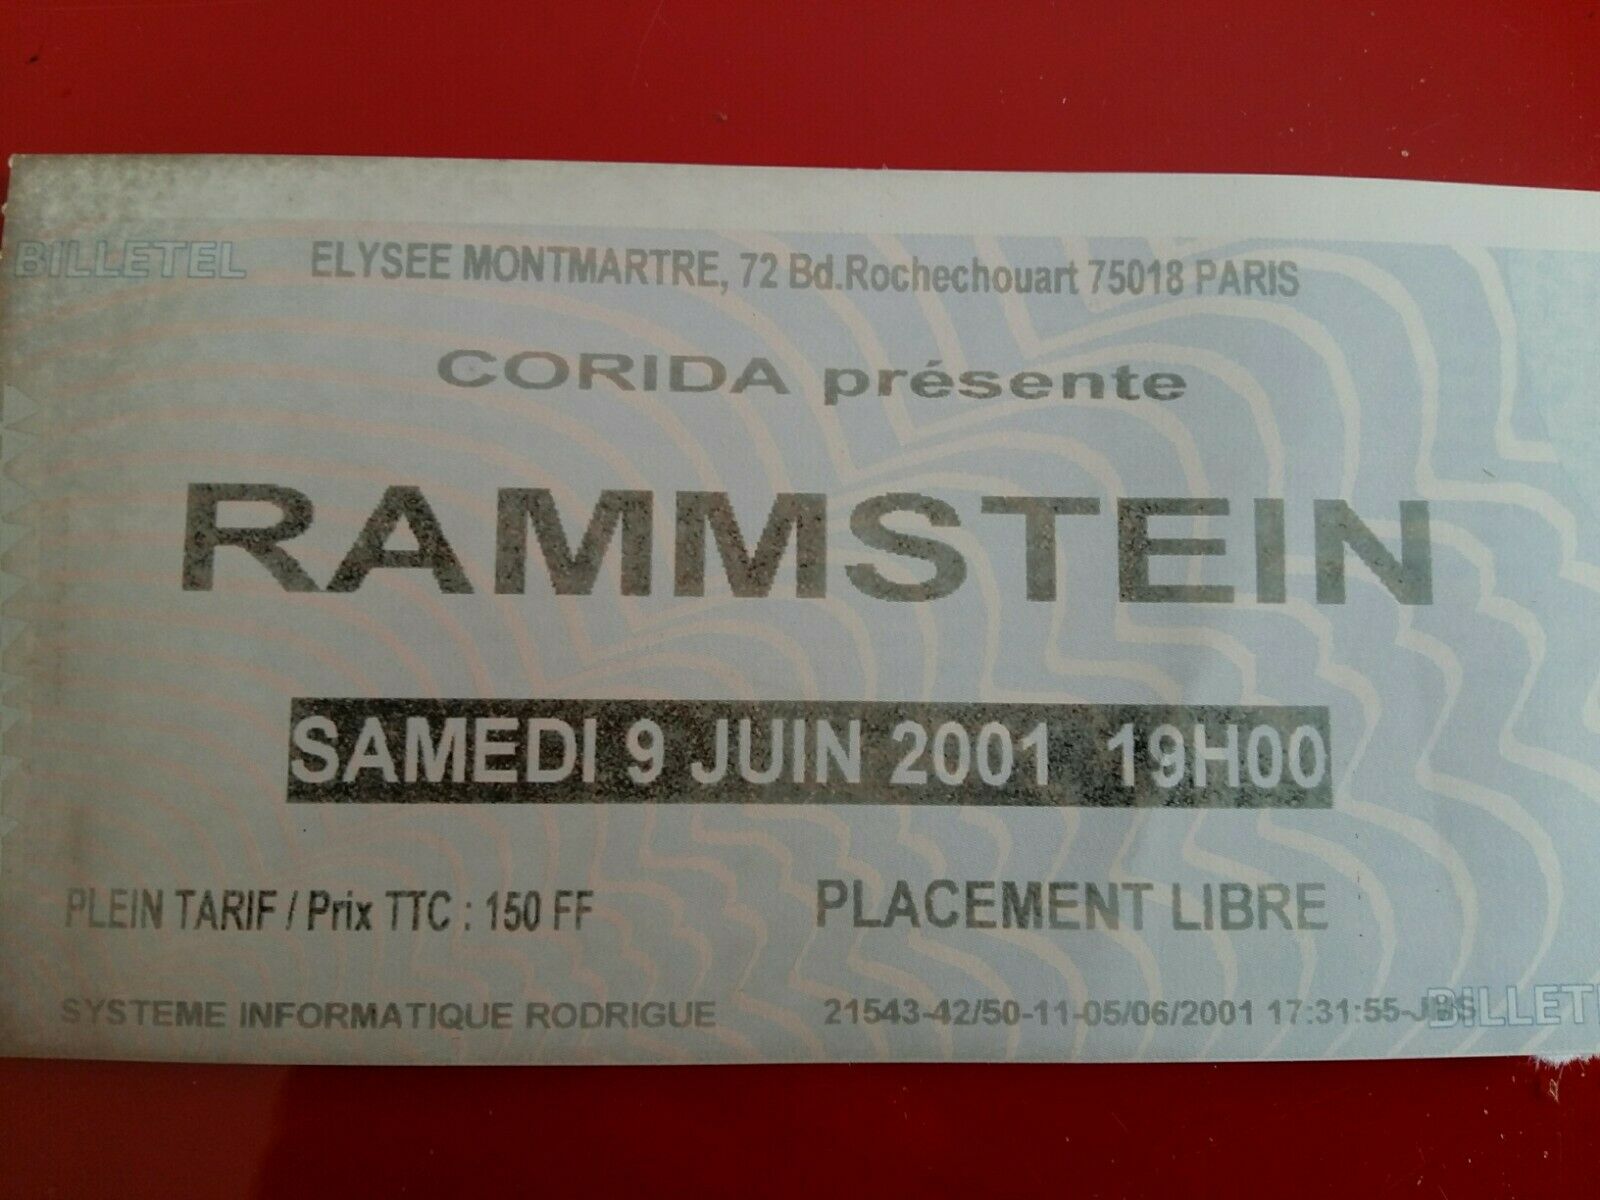 BILLETEL ELYSEE MONTMARTRE, 72 Bd.Rochechouart 75018 PARIS
CORIDA présente
RAMMSTEIN
SAMEDI 9 JUIN 2001 19H00
PLEIN TARIF / Prix TTC : 150 FF PLACEMENT LIBRE
SYSTEME INFORMATIQUE RODRIGUE 21543-42/50-11-05/06/2001 17:31:55-JBS BILLET